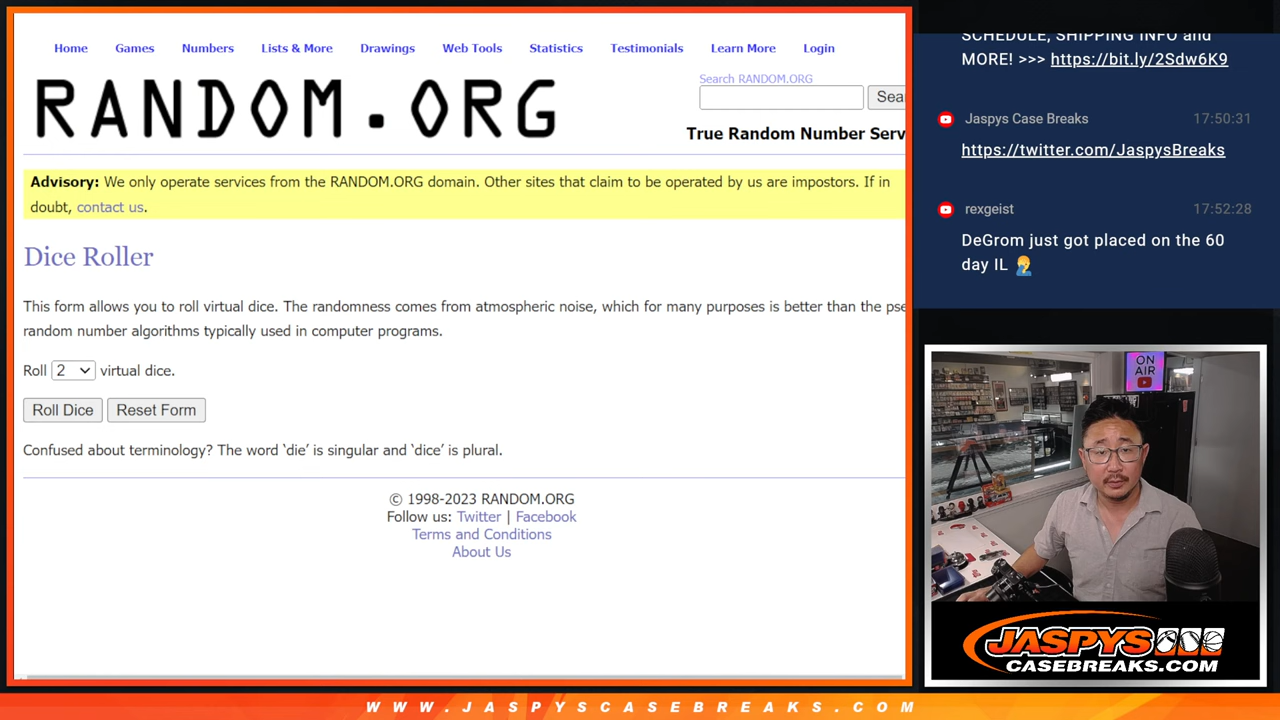 Home Games Numbers Lists & More Drawings Web Tools Statistics Testimonials Learn More Login
RANDOM.ORG
Search RANDOM.ORG
Sear
True Random Number Serv
Advisory: We only operate services from the RANDOM.ORG domain. Other sites that claim to be operated by us are impostors. If in
doubt, contact us.
Dice Roller
This form allows you to roll virtual dice. The randomness comes from atmospheric noise, which for many purposes is better than the pse
random number algorithms typically used in computer programs.
Roll 2 virtual dice.
Roll Dice Reset Form
Confused about terminology? The word ‘die’ is singular and ‘dice’ is plural.
© 1998-2023 RANDOM.ORG
Follow us: Twitter | Facebook
Terms and Conditions
About Us
SCHEDULE, SHIPPING INFO and
MORE! >>> https://bit.ly/2Sdw6K9
Jaspys Case Breaks 17:50:31
https://twitter.com/JaspysBreaks
rexgeist 17:52:28
DeGrom just got placed on the 60
day IL 🤦‍♂️
ON
AIR
JASPYS
CASEBREAKS.COM
WWW.JASPYSCASEBREAKS.COM